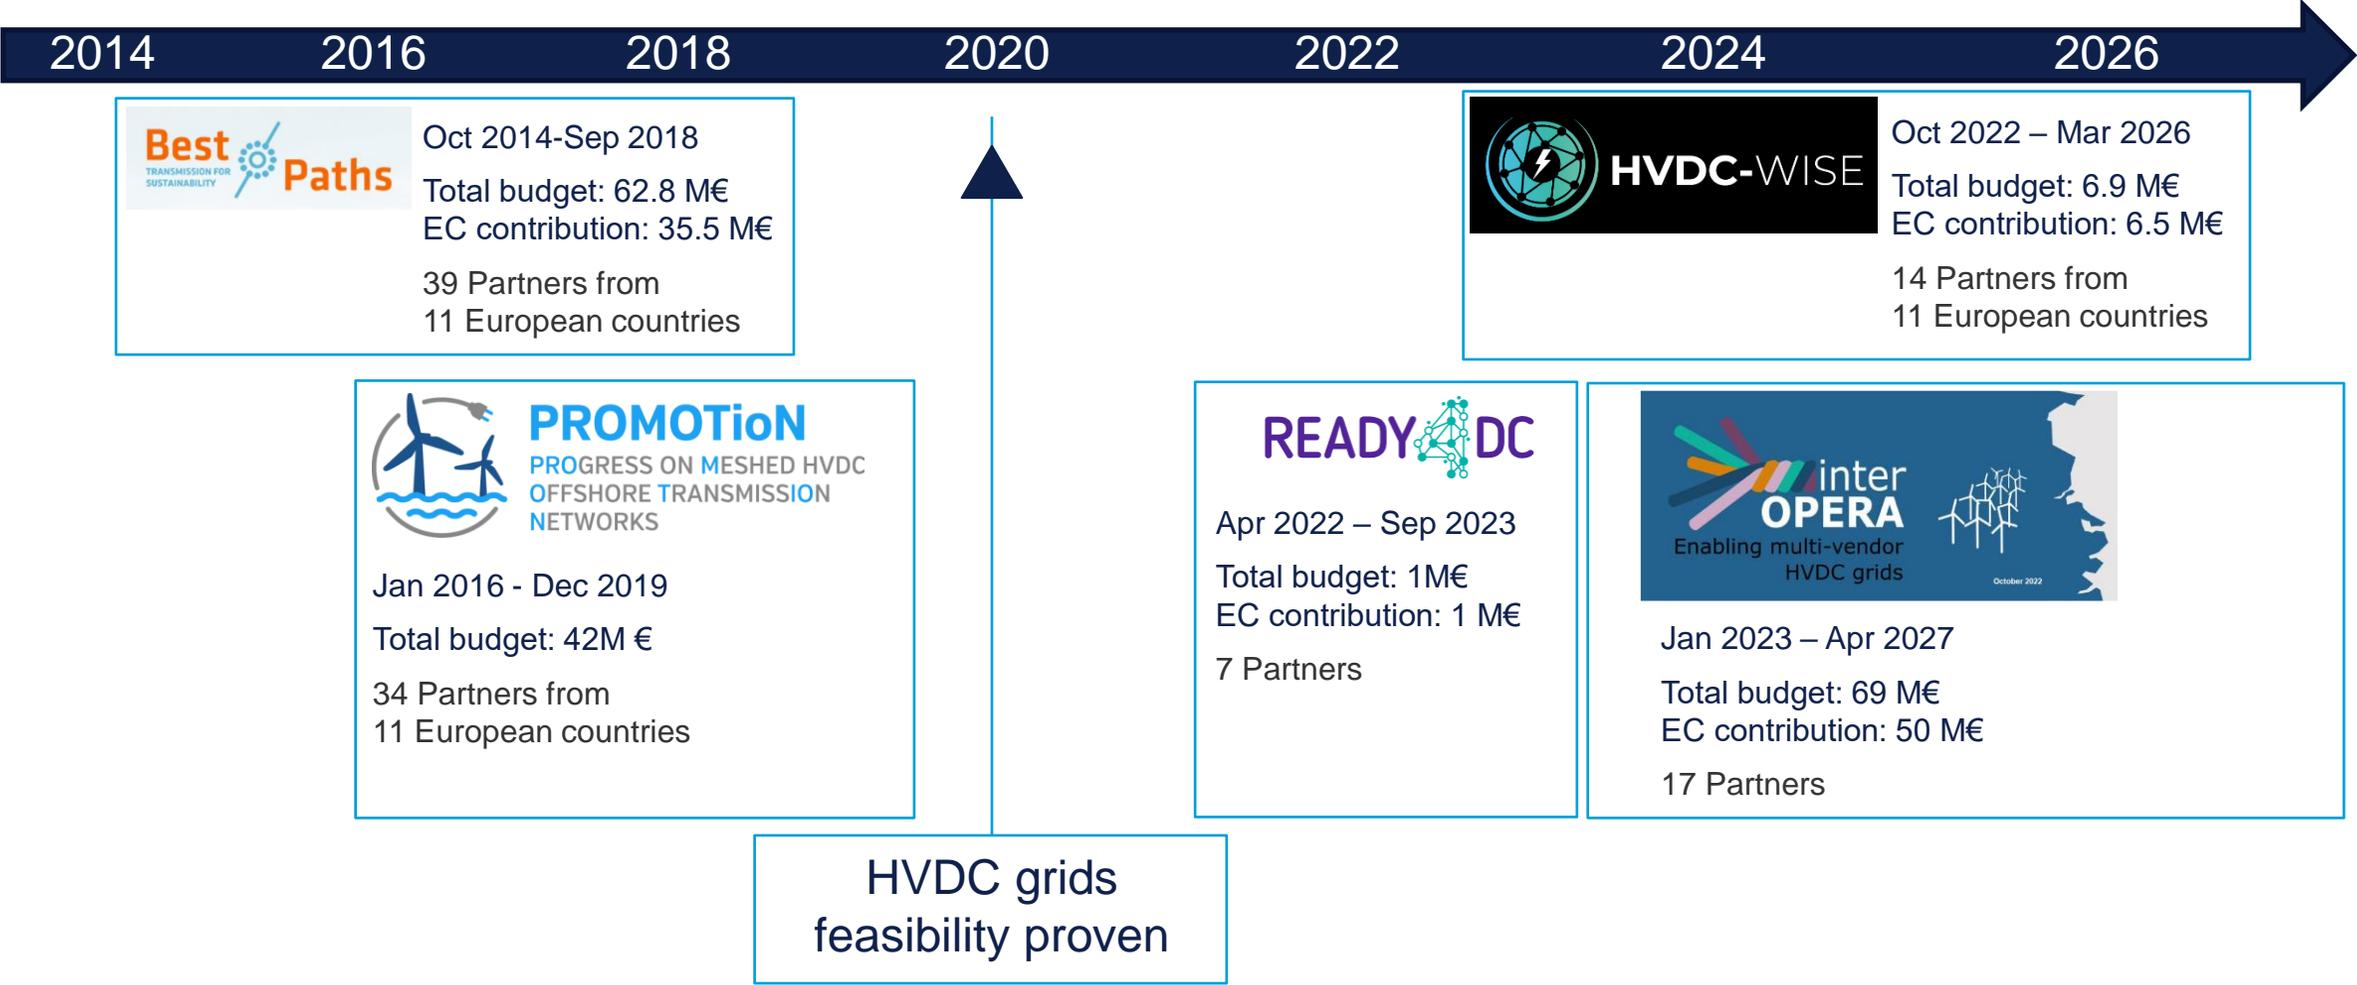 2014 2016 2018 2020 2022 2024 2026
Best
Paths
TRANSMISSION FOR
SUSTAINABILITY
Oct 2014-Sep 2018
Total budget: 62.8 M€
EC contribution: 35.5 M€
39 Partners from
11 European countries
HVDC-WISE
Oct 2022 – Mar 2026
Total budget: 6.9 M€
EC contribution: 6.5 M€
14 Partners from
11 European countries
PROMOTioN
PROGRESS ON MESHED HVDC
OFFSHORE TRANSMISSION
NETWORKS
Jan 2016 - Dec 2019
Total budget: 42M €
34 Partners from
11 European countries
READY4DC
Apr 2022 – Sep 2023
Total budget: 1M€
EC contribution: 1 M€
7 Partners
inter
OPERA
Enabling multi-vendor
HVDC grids
October 2022
Jan 2023 – Apr 2027
Total budget: 69 M€
EC contribution: 50 M€
17 Partners
HVDC grids
feasibility proven